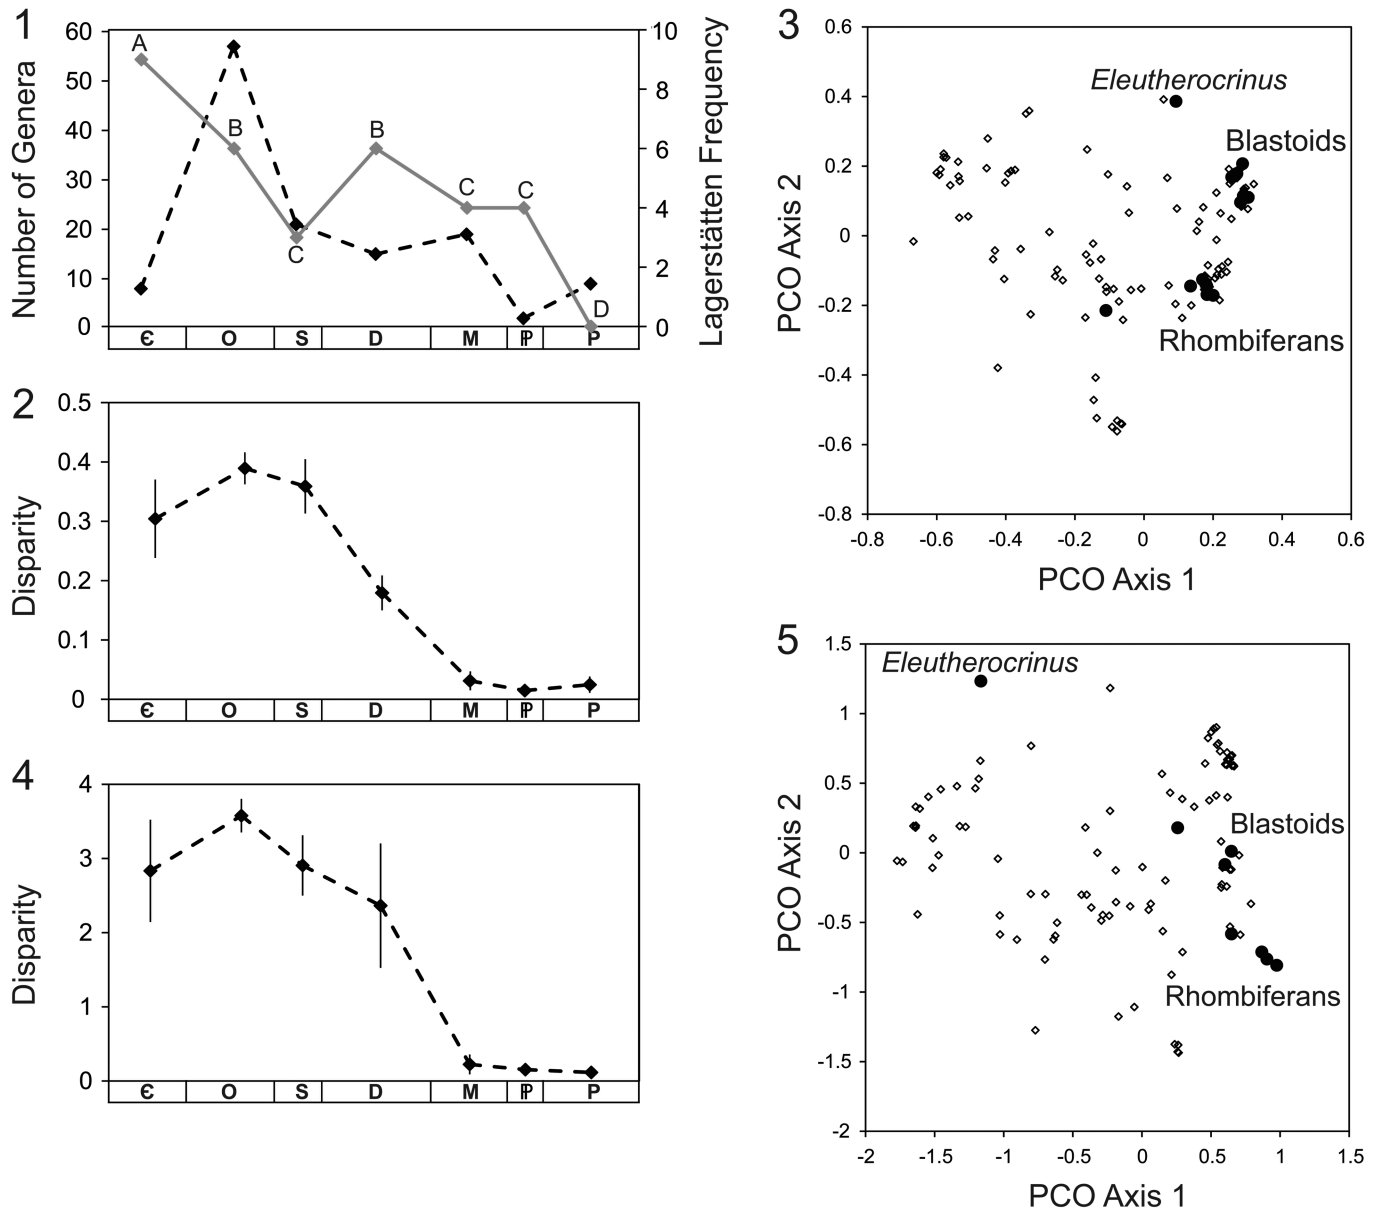 1
60
50
40
30
20
10
0
Number of Genera
10
8
6
4
2
0
Lagerstätten Frequency
A
B
C
B
C
C
D
Є O S D M ℙ P
2
0.5
0.4
0.3
0.2
0.1
0
Disparity
Є O S D M ℙ P
4
4
3
2
1
0
Disparity
Є O S D M ℙ P
3
0.6
0.4
0.2
0
-0.2
-0.4
-0.6
-0.8
PCO Axis 2
Eleutherocrinus
Blastoids
Rhombiferans
-0.8 -0.6 -0.4 -0.2 0 0.2 0.4 0.6
PCO Axis 1
5
1.5
1
0.5
0
-0.5
-1
-1.5
-2
PCO Axis 2
Eleutherocrinus
Blastoids
Rhombiferans
-2 -1.5 -1 -0.5 0 0.5 1 1.5
PCO Axis 1